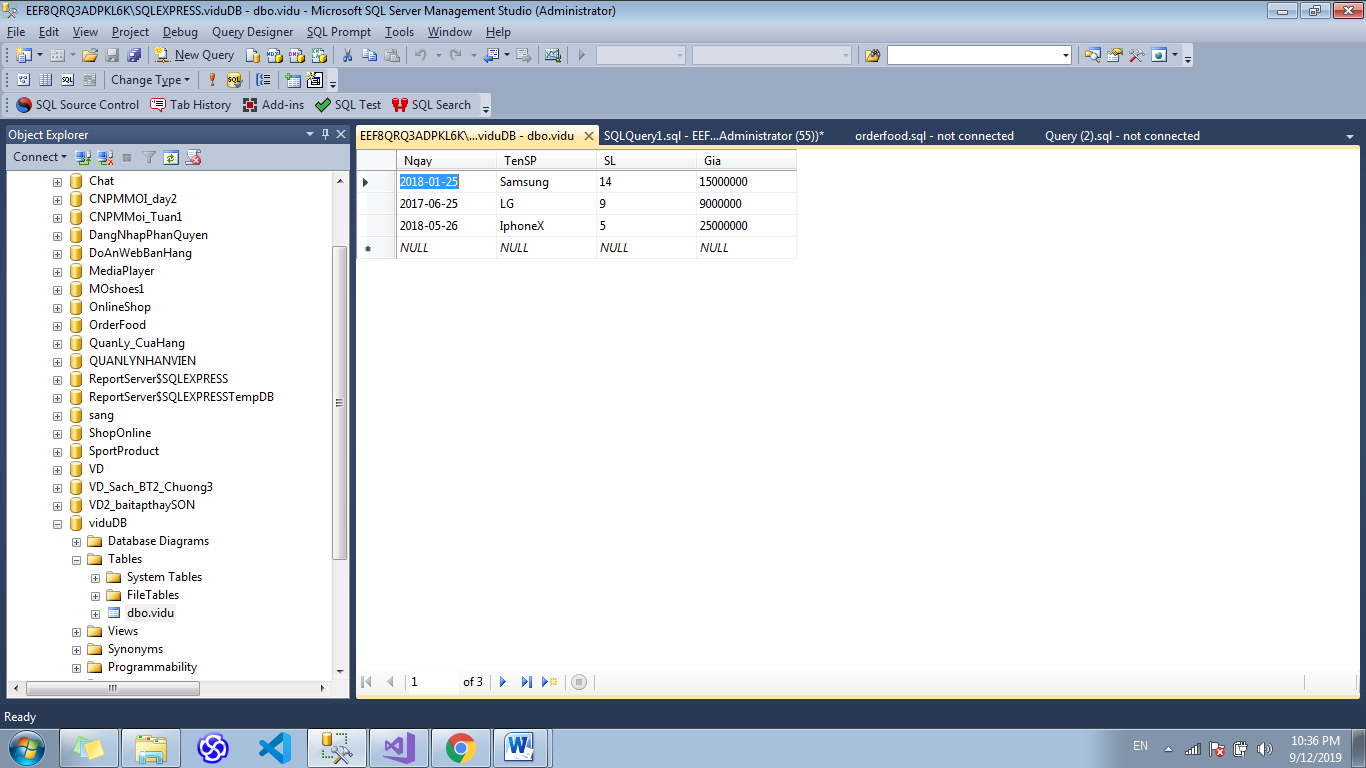 EEF8QRQ3ADPKL6K\SQLEXPRESS.viduDB - dbo.vidu - Microsoft SQL Server Management Studio (Administrator)
File Edit View Project Debug Query Designer SQL Prompt Tools Window Help
New Query
Change Type
SQL Source Control Tab History Add-ins SQL Test SQL Search
Object Explorer
Connect
Chat
CNPMMOI_day2
CNPMMoi_Tuan1
DangNhapPhanQuyen
DoAnWebBanHang
MediaPlayer
MOshoes1
OnlineShop
OrderFood
QuanLy_CuaHang
QUANLYNHANVIEN
ReportServer$SQLEXPRESS
ReportServer$SQLEXPRESSTempDB
sang
ShopOnline
SportProduct
VD
VD_Sach_BT2_Chuong3
VD2_baitapthaySON
viduDB
Database Diagrams
Tables
System Tables
FileTables
dbo.vidu
Views
Synonyms
Programmability
EEF8QRQ3ADPKL6K\...viduDB - dbo.vidu SQLQuery1.sql - EEF...Administrator (55))* orderfood.sql - not connected Query (2).sql - not connected
Ngay TenSP SL Gia
2018-01-25 Samsung 14 15000000
2017-06-25 LG 9 9000000
2018-05-26 IphoneX 5 25000000
NULL NULL NULL NULL
1 of 3
Ready
EN
10:36 PM
9/12/2019